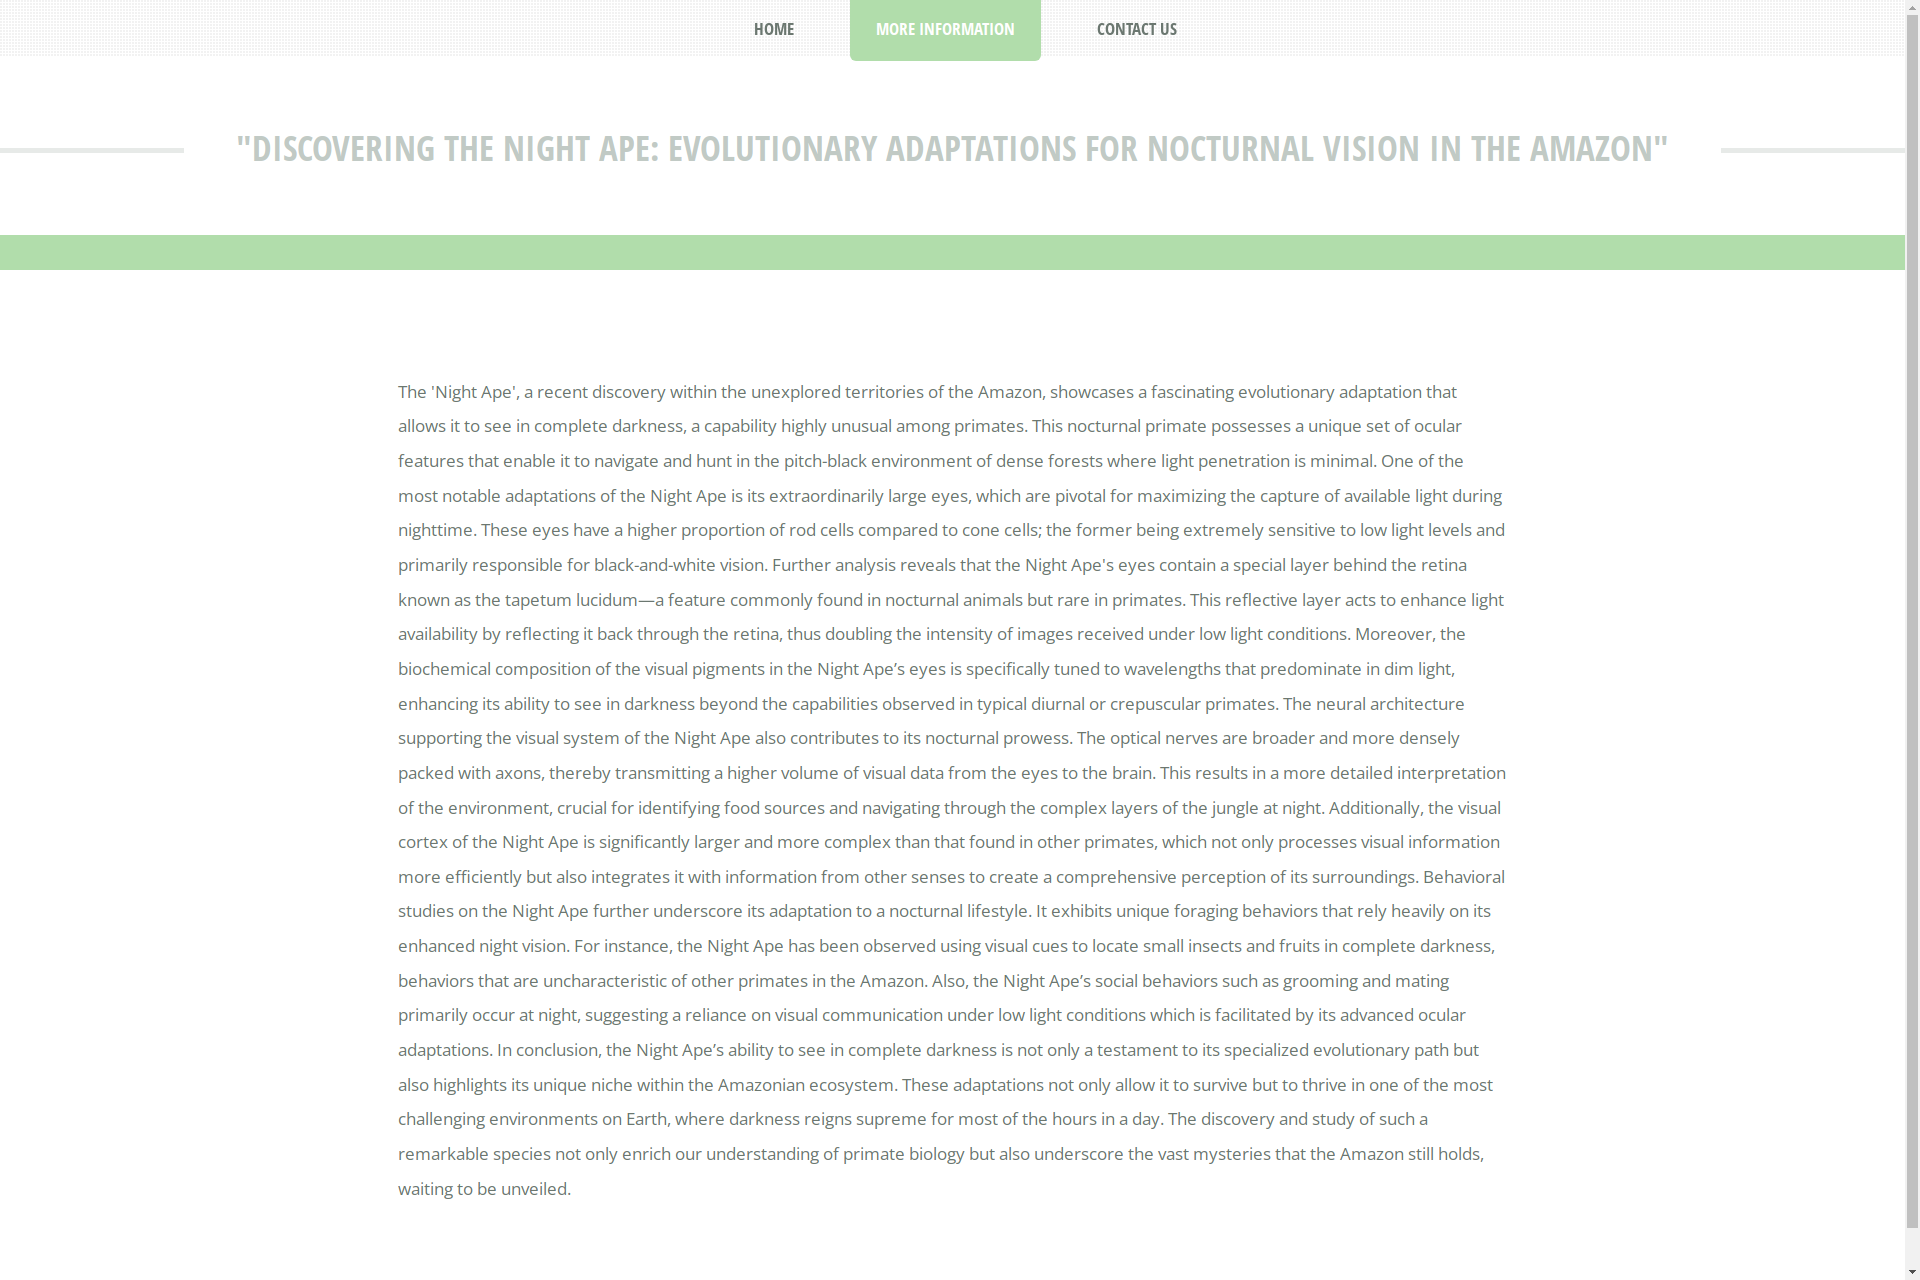 HOME
MORE INFORMATION
CONTACT US
"DISCOVERING THE NIGHT APE: EVOLUTIONARY ADAPTATIONS FOR NOCTURNAL VISION IN THE AMAZON"
The 'Night Ape', a recent discovery within the unexplored territories of the Amazon, showcases a fascinating evolutionary adaptation that
allows it to see in complete darkness, a capability highly unusual among primates. This nocturnal primate possesses a unique set of ocular
features that enable it to navigate and hunt in the pitch-black environment of dense forests where light penetration is minimal. One of the
most notable adaptations of the Night Ape is its extraordinarily large eyes, which are pivotal for maximizing the capture of available light during
nighttime. These eyes have a higher proportion of rod cells compared to cone cells; the former being extremely sensitive to low light levels and
primarily responsible for black-and-white vision. Further analysis reveals that the Night Ape's eyes contain a special layer behind the retina
known as the tapetum lucidum—a feature commonly found in nocturnal animals but rare in primates. This reflective layer acts to enhance light
availability by reflecting it back through the retina, thus doubling the intensity of images received under low light conditions. Moreover, the
biochemical composition of the visual pigments in the Night Ape’s eyes is specifically tuned to wavelengths that predominate in dim light,
enhancing its ability to see in darkness beyond the capabilities observed in typical diurnal or crepuscular primates. The neural architecture
supporting the visual system of the Night Ape also contributes to its nocturnal prowess. The optical nerves are broader and more densely
packed with axons, thereby transmitting a higher volume of visual data from the eyes to the brain. This results in a more detailed interpretation
of the environment, crucial for identifying food sources and navigating through the complex layers of the jungle at night. Additionally, the visual
cortex of the Night Ape is significantly larger and more complex than that found in other primates, which not only processes visual information
more efficiently but also integrates it with information from other senses to create a comprehensive perception of its surroundings. Behavioral
studies on the Night Ape further underscore its adaptation to a nocturnal lifestyle. It exhibits unique foraging behaviors that rely heavily on its
enhanced night vision. For instance, the Night Ape has been observed using visual cues to locate small insects and fruits in complete darkness,
behaviors that are uncharacteristic of other primates in the Amazon. Also, the Night Ape’s social behaviors such as grooming and mating
primarily occur at night, suggesting a reliance on visual communication under low light conditions which is facilitated by its advanced ocular
adaptations. In conclusion, the Night Ape’s ability to see in complete darkness is not only a testament to its specialized evolutionary path but
also highlights its unique niche within the Amazonian ecosystem. These adaptations not only allow it to survive but to thrive in one of the most
challenging environments on Earth, where darkness reigns supreme for most of the hours in a day. The discovery and study of such a
remarkable species not only enrich our understanding of primate biology but also underscore the vast mysteries that the Amazon still holds,
waiting to be unveiled.